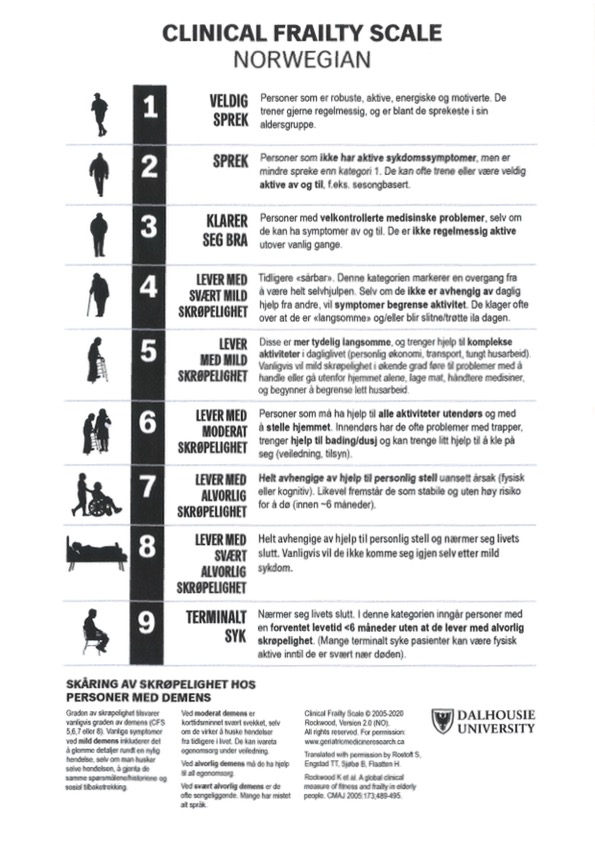 CLINICAL FRAILTY SCALE
NORWEGIAN
1
VELDIG
SPREK
Personer som er robuste, aktive, energiske og motiverte. De
trener gjerne regelmessig, og er blant de sprekeste i sin
aldersgruppe.
2
SPREK
Personer som ikke har aktive sykdomssymptomer, men er
mindre spreke enn kategori 1. De kan ofte trene eller være veldig
aktive av og til, f.eks. sesongbasert.
3
KLARER
SEG BRA
Personer med velkontrollerte medisinske problemer, selv om
de kan ha symptomer av og til. De er ikke regelmessig aktive
utover vanlig gange.
4
LEVER MED
SVÆRT MILD
SKRØPELIGHET
Tidligere «sårbar». Denne kategorien markerer en overgang fra
å være helt selvhjulpen. Selv om de ikke er avhengig av daglig
hjelp fra andre, vil symptomer begrense aktivitet. De klager ofte
over at de er «langsomme» og/eller blir slitne/trøtte ila dagen.
5
LEVER
MED MILD
SKRØPELIGHET
Disse er mer tydelig langsomme, og trenger hjelp til komplekse
aktiviteter i dagliglivet (personlig økonomi, transport, tungt husarbeid).
Vanligvis vil mild skrøpelighet i økende grad føre til problemer med å
handle eller gå utenfor hjemmet alene, lage mat, håndtere medisiner,
og begynner å begrense lett husarbeid.
6
LEVER MED
MODERAT
SKRØPELIGHET
Personer som må ha hjelp til alle aktiviteter utendørs og med
å stelle hjemmet. Innendørs har de ofte problemer med trapper,
trenger hjelp til bading/dusj og kan trenge litt hjelp til å kle på
seg (veiledning, tilsyn).
7
LEVER MED
ALVORLIG
SKRØPELIGHET
Helt avhengige av hjelp til personlig stell uansett årsak (fysisk
eller kognitiv). Likevel fremstår de som stabile og uten høy risiko
for å dø (innen ~6 måneder).
8
LEVER MED
SVÆRT
ALVORLIG
SKRØPELIGHET
Helt avhengige av hjelp til personlig stell og nærmer seg livets
slutt. Vanligvis vil de ikke komme seg igjen selv etter mild
sykdom.
9
TERMINALT
SYK
Nærmer seg livets slutt. I denne kategorien inngår personer med
en forventet levetid <6 måneder uten at de lever med alvorlig
skrøpelighet. (Mange terminalt syke pasienter kan være fysisk
aktive inntil de er svært nær døden).
SKÅRING AV SKRØPELIGHET HOS
PERSONER MED DEMENS
Graden av skrøpelighet tilsvarer
vanligvis graden av demens (CFS
5,6,7 eller 8). Vanlige symptomer
ved mild demens inkluderer det
å glemme detaljer rundt en nylig
hendelse, selv om man husker
selve hendelsen, å gjenta de
samme spørsmålene/historiene og
sosial tilbaketrekking.
Ved moderat demens er
korttidsminnet svært svekket, selv
om de virker å huske hendelser
fra tidligere i livet. De kan ivareta
egenomsorg under veiledning.
Ved alvorlig demens må de ha hjelp
til all egenomsorg.
Ved svært alvorlig demens er de
ofte sengeliggende. Mange har mistet
alt språk.
Clinical Frailty Scale © 2005-2020
Rockwood, Version 2.0 (NO).
All rights reserved. For permission:
www.geriatricmedicineresearch.ca
Translated with permission by Rostoft S,
Engstad TT, Sjøbø B, Flaatten H.
Rockwood K et al. A global clinical
measure of fitness and frailty in elderly
people. CMAJ 2005;173:489-495.
DALHOUSIE
UNIVERSITY